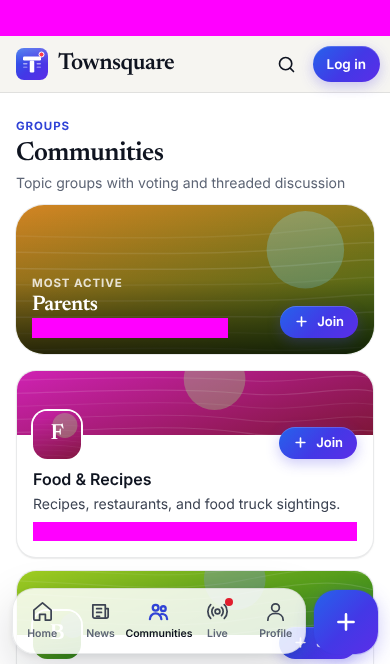 Townsquare
Log in
GROUPS
Communities
Topic groups with voting and threaded discussion
MOST ACTIVE
Parents
+ Join
F
+ Join
Food & Recipes
Recipes, restaurants, and food truck sightings.
Home
News
Communities
Live
Profile
+